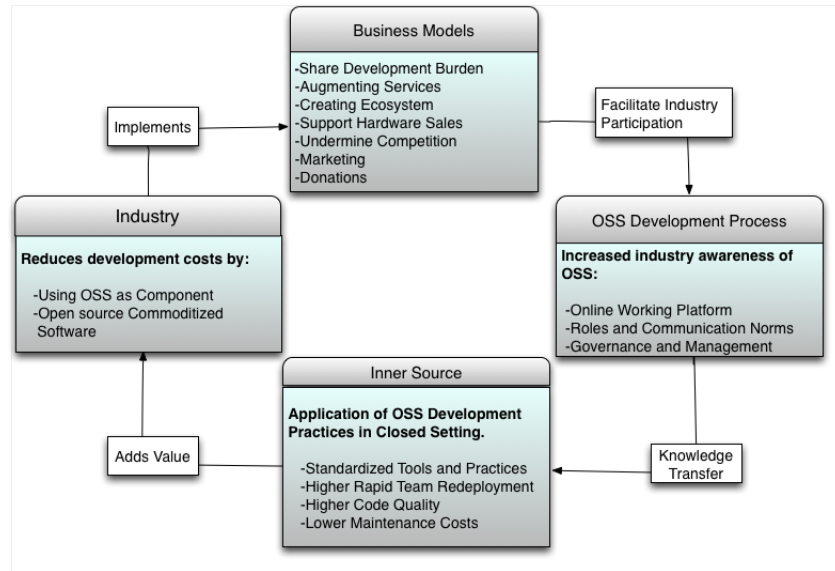 Business Models
-Share Development Burden
-Augmenting Services
-Creating Ecosystem
-Support Hardware Sales
-Undermine Competition
-Marketing
-Donations
Facilitate Industry
Participation
OSS Development Process
Increased industry awareness of
OSS:
-Online Working Platform
-Roles and Communication Norms
-Governance and Management
Knowledge
Transfer
Inner Source
Application of OSS Development
Practices in Closed Setting.
-Standardized Tools and Practices
-Higher Rapid Team Redeployment
-Higher Code Quality
-Lower Maintenance Costs
Adds Value
Industry
Reduces development costs by:
-Using OSS as Component
-Open source Commoditized
Software
Implements